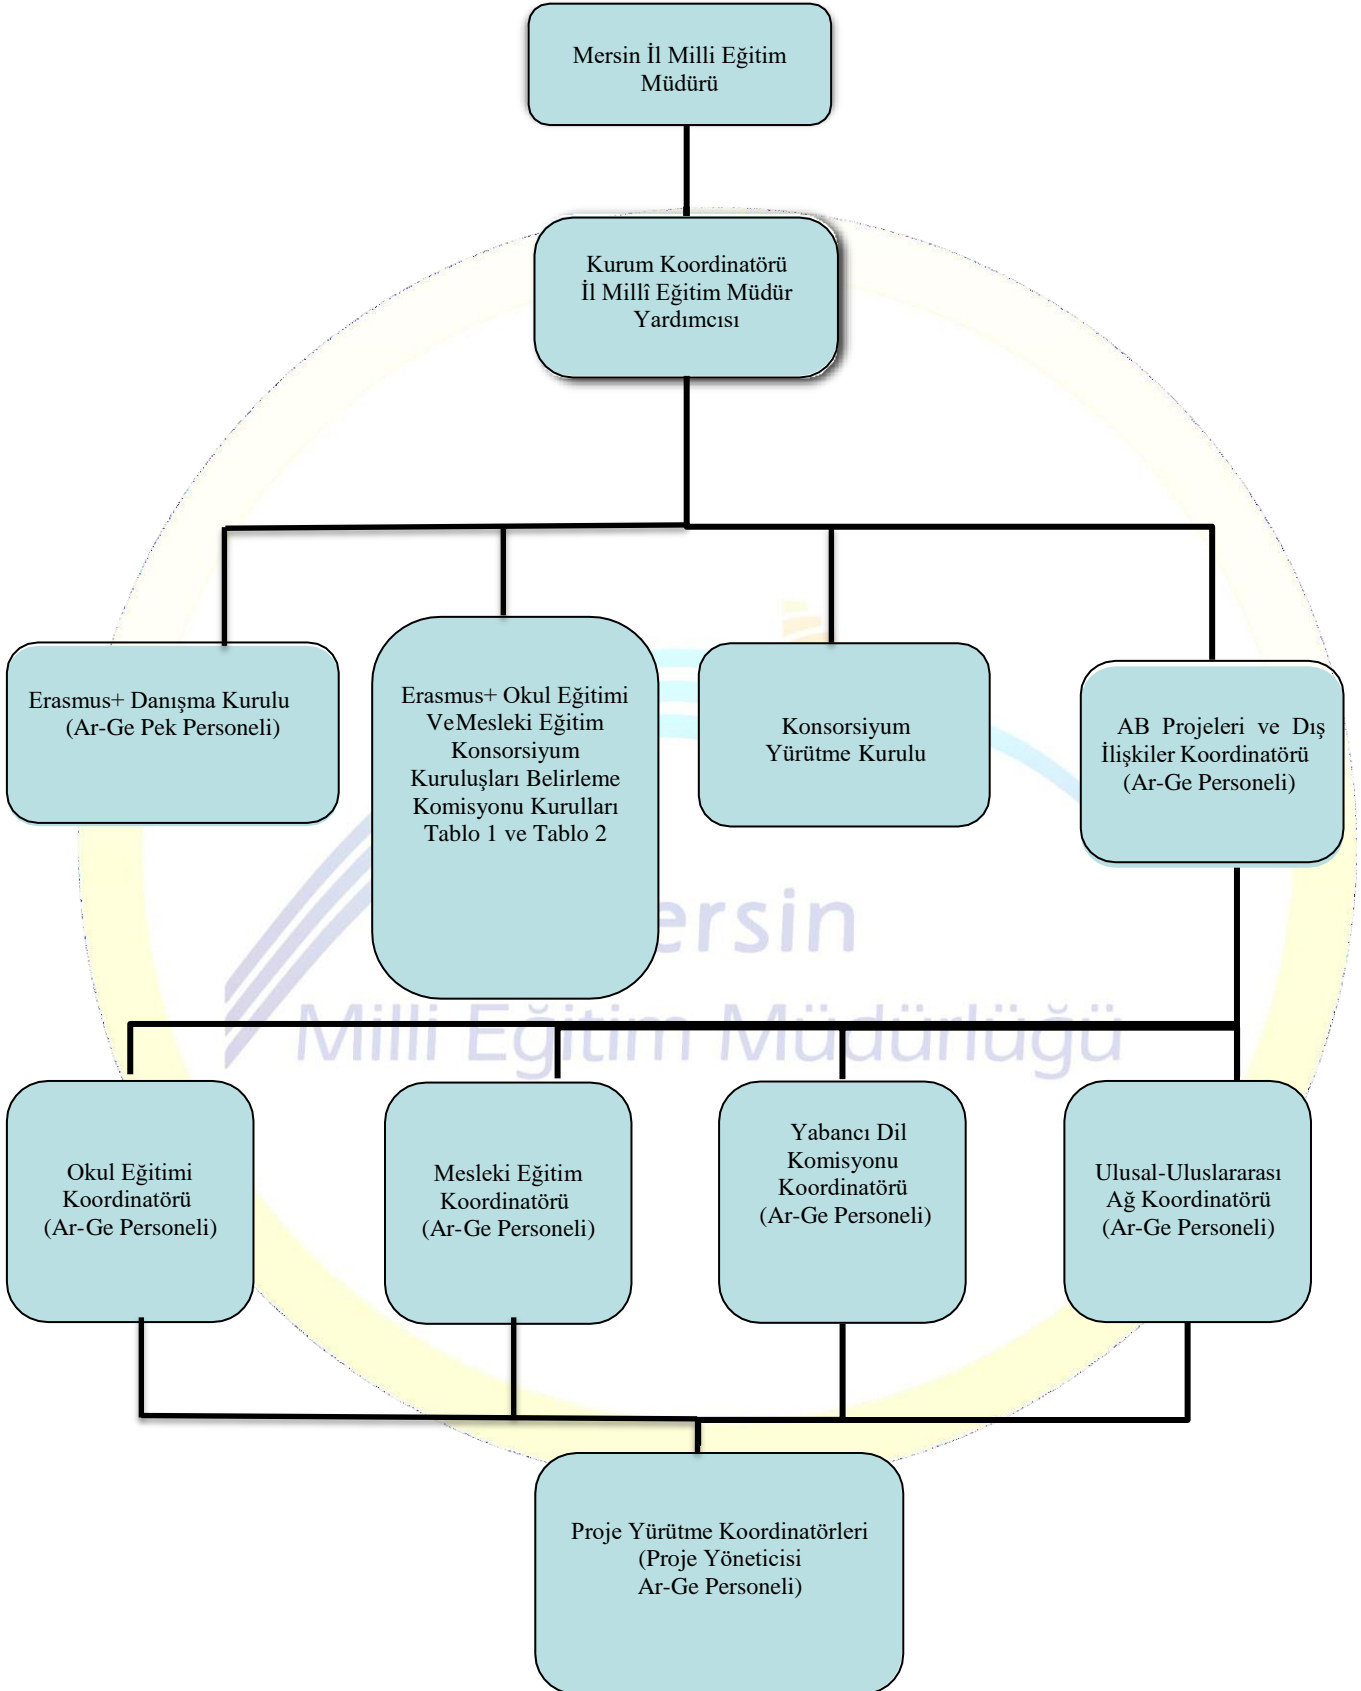 Mersin İl Milli Eğitim
Müdürü
Kurum Koordinatörü
İl Millî Eğitim Müdür
Yardımcısı
Erasmus+ Danışma Kurulu
(Ar-Ge Pek Personeli)
Erasmus+ Okul Eğitimi
VeMesleki Eğitim
Konsorsiyum
Kuruluşları Belirleme
Komisyonu Kurulları
Tablo 1 ve Tablo 2
Konsorsiyum
Yürütme Kurulu
AB Projeleri ve Dış
İlişkiler Koordinatörü
(Ar-Ge Personeli)
ersin
Milli Eğitim Müdürlüğü
Okul Eğitimi
Koordinatörü
(Ar-Ge Personeli)
Mesleki Eğitim
Koordinatörü
(Ar-Ge Personeli)
Yabancı Dil
Komisyonu
Koordinatörü
(Ar-Ge Personeli)
Ulusal-Uluslararası
Ağ Koordinatörü
(Ar-Ge Personeli)
Proje Yürütme Koordinatörleri
(Proje Yöneticisi
Ar-Ge Personeli)